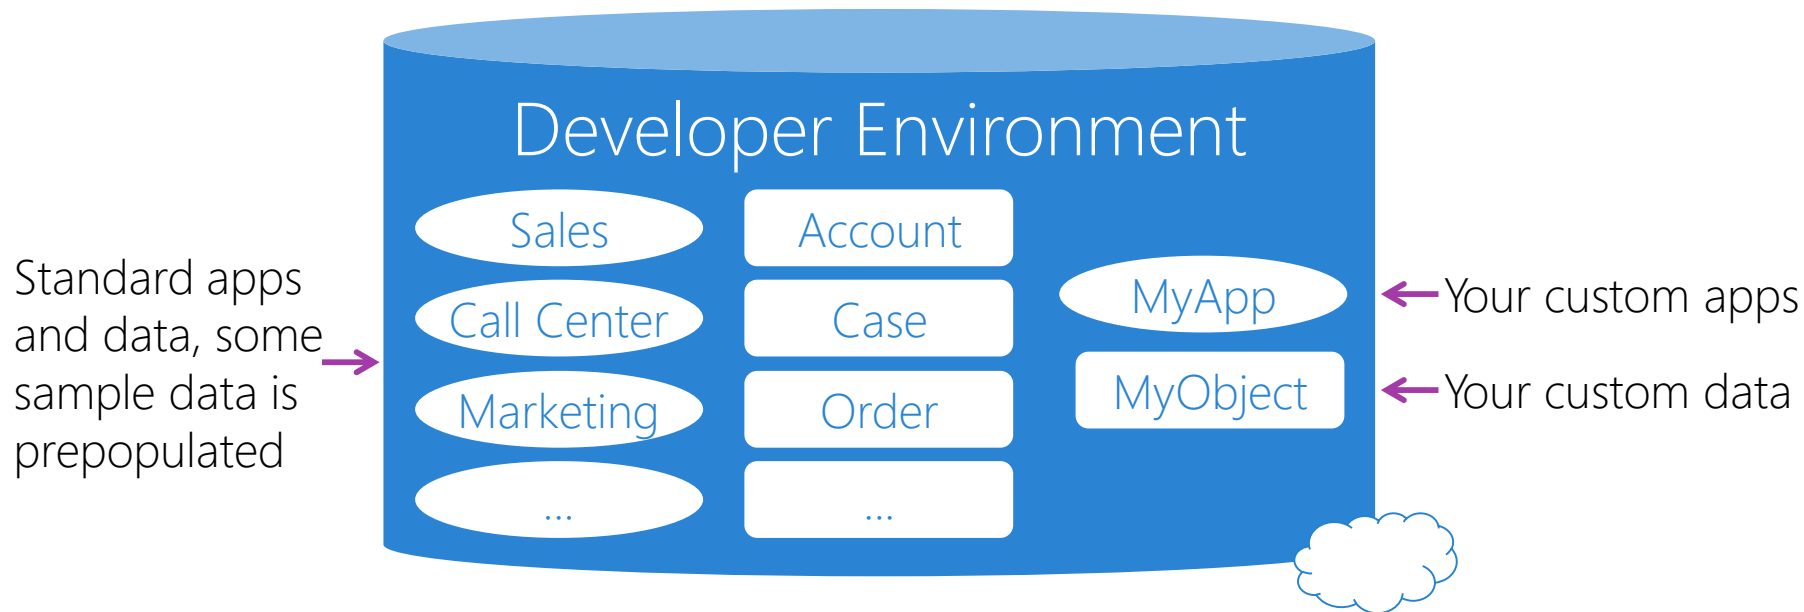 Developer Environment
Sales
Account
Call Center
Case
Marketing
Order
...
...
MyApp
MyObject
Standard apps
and data, some
sample data is
prepopulated
Your custom apps
Your custom data